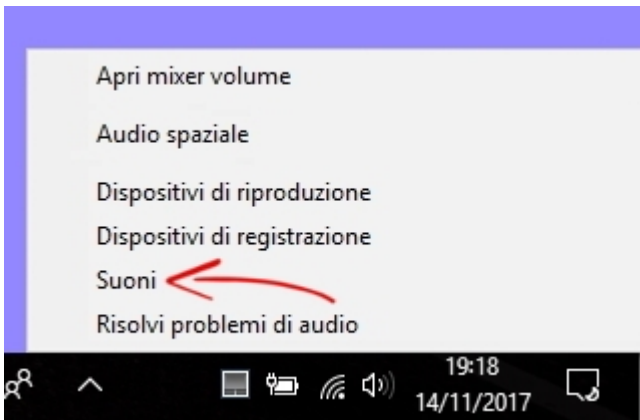 Apri mixer volume
Audio spaziale
Dispositivi di riproduzione
Dispositivi di registrazione
Suoni
Risolvi problemi di audio
19:18
14/11/2017